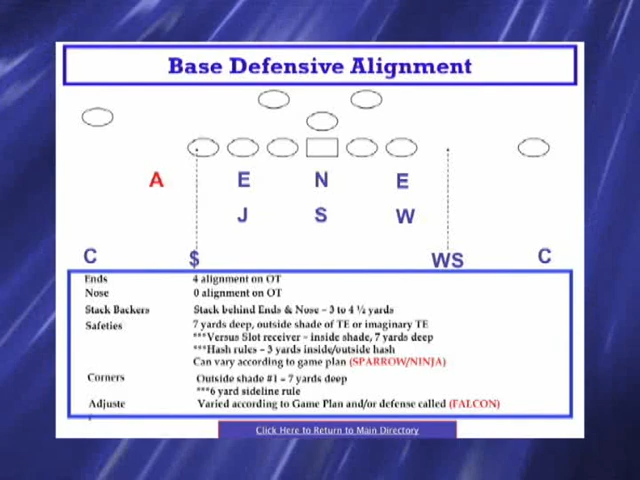 Base Defensive Alignment
A E N E
J S W
C $ WS C
Ends 4 alignment on OT
Nose 0 alignment on OT
Stack Backers Stack behind Ends & Nose – 3 to 4 ½ yards
Safeties 7 yards deep, outside shade of TE or imaginary TE
***Versus Slot receiver – inside shade, 7 yards deep
***Hash rules – 3 yards inside/outside hash
Can vary according to game plan (SPARROW/NINJA)
Corners Outside shade #1 – 7 yards deep
***6 yard sideline rule
Adjuste Varied according to Game Plan and/or defense called (FALCON)
Click Here to Return to Main Directory